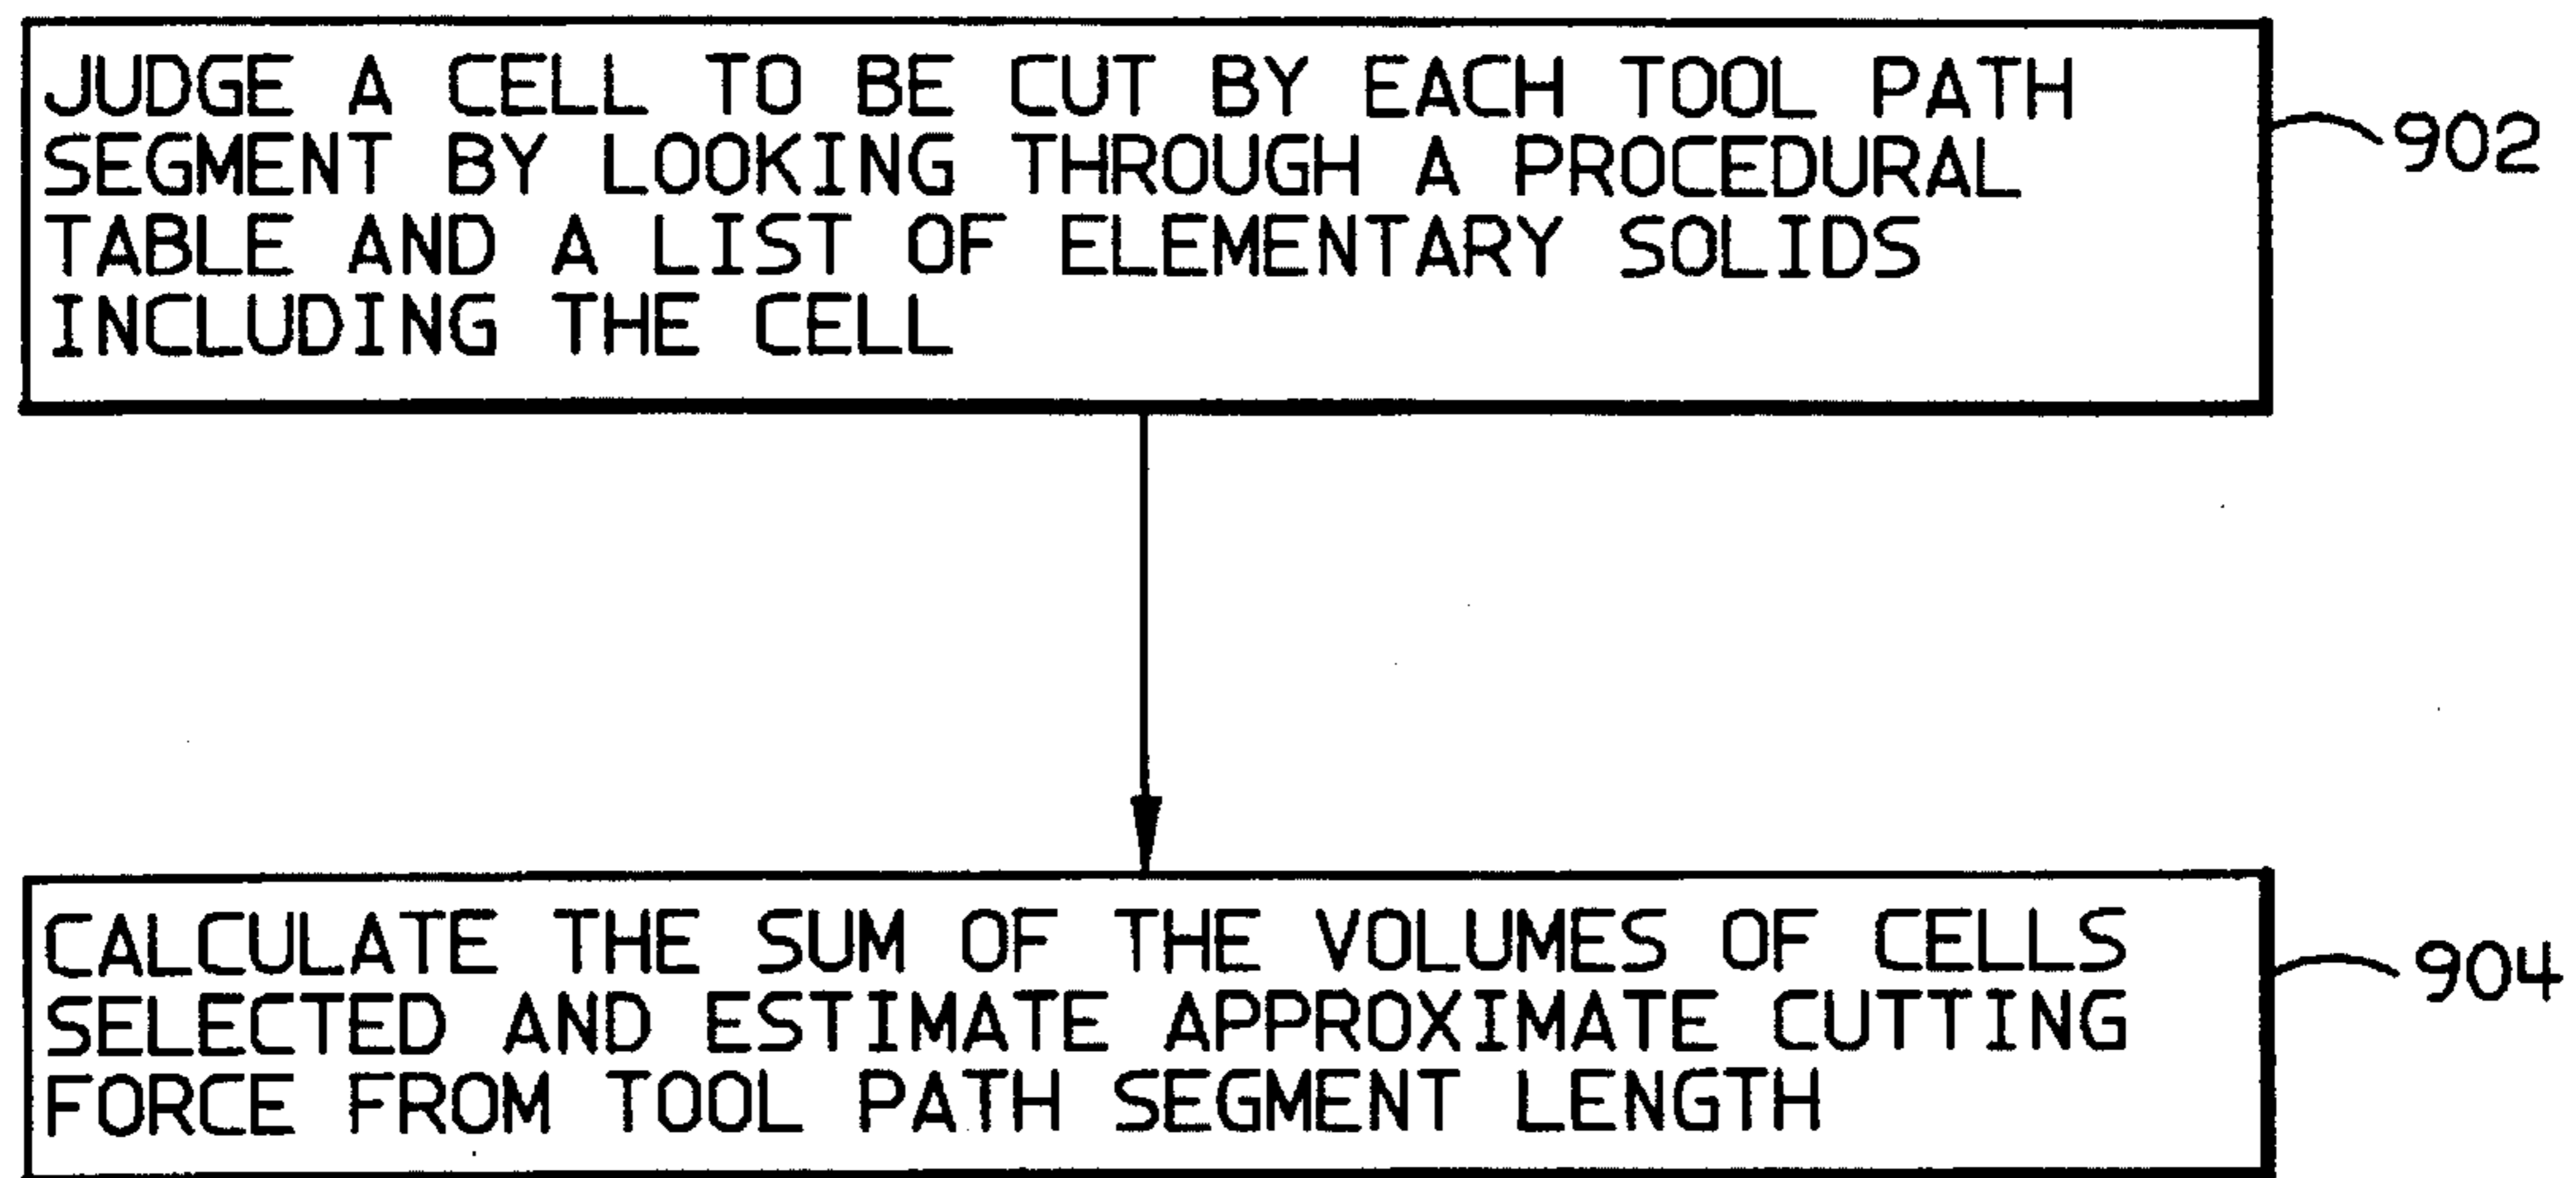 JUDGE A CELL TO BE CUT BY EACH TOOL PATH
SEGMENT BY LOOKING THROUGH A PROCEDURAL
TABLE AND A LIST OF ELEMENTARY SOLIDS
INCLUDING THE CELL
902
CALCULATE THE SUM OF THE VOLUMES OF CELLS
SELECTED AND ESTIMATE APPROXIMATE CUTTING
FORCE FROM TOOL PATH SEGMENT LENGTH
904